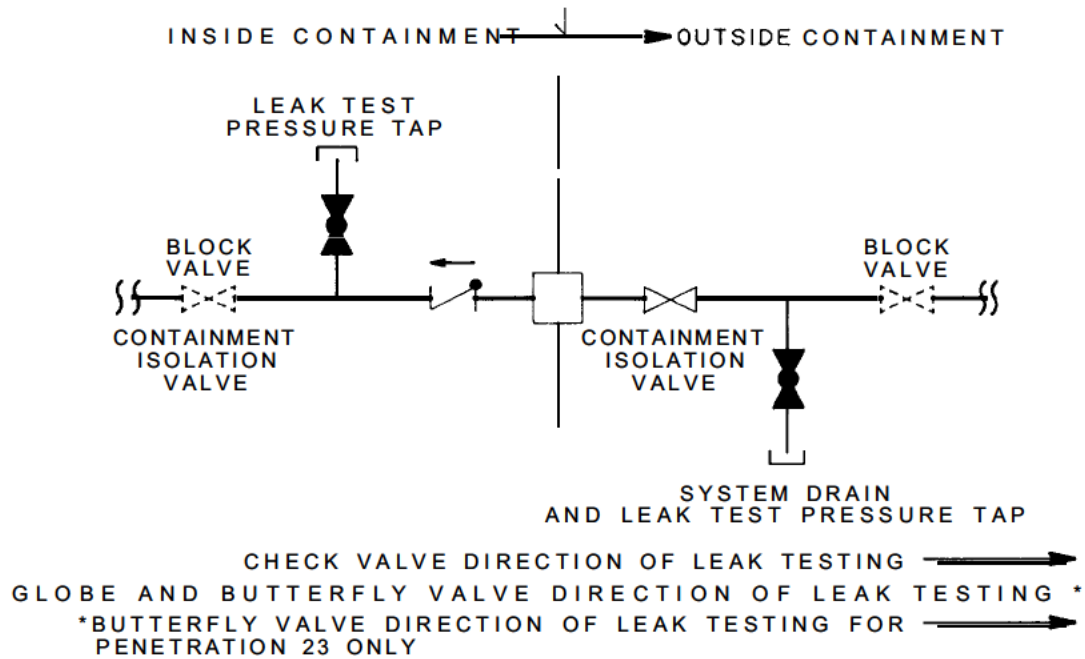 INSIDE CONTAINMENT OUTSIDE CONTAINMENT
LEAK TEST
PRESSURE TAP
BLOCK
VALVE
BLOCK
VALVE
CONTAINMENT
ISOLATION
VALVE
CONTAINMENT
ISOLATION
VALVE
SYSTEM DRAIN
AND LEAK TEST PRESSURE TAP
CHECK VALVE DIRECTION OF LEAK TESTING
GLOBE AND BUTTERFLY VALVE DIRECTION OF LEAK TESTING *
*BUTTERFLY VALVE DIRECTION OF LEAK TESTING FOR
PENETRATION 23 ONLY